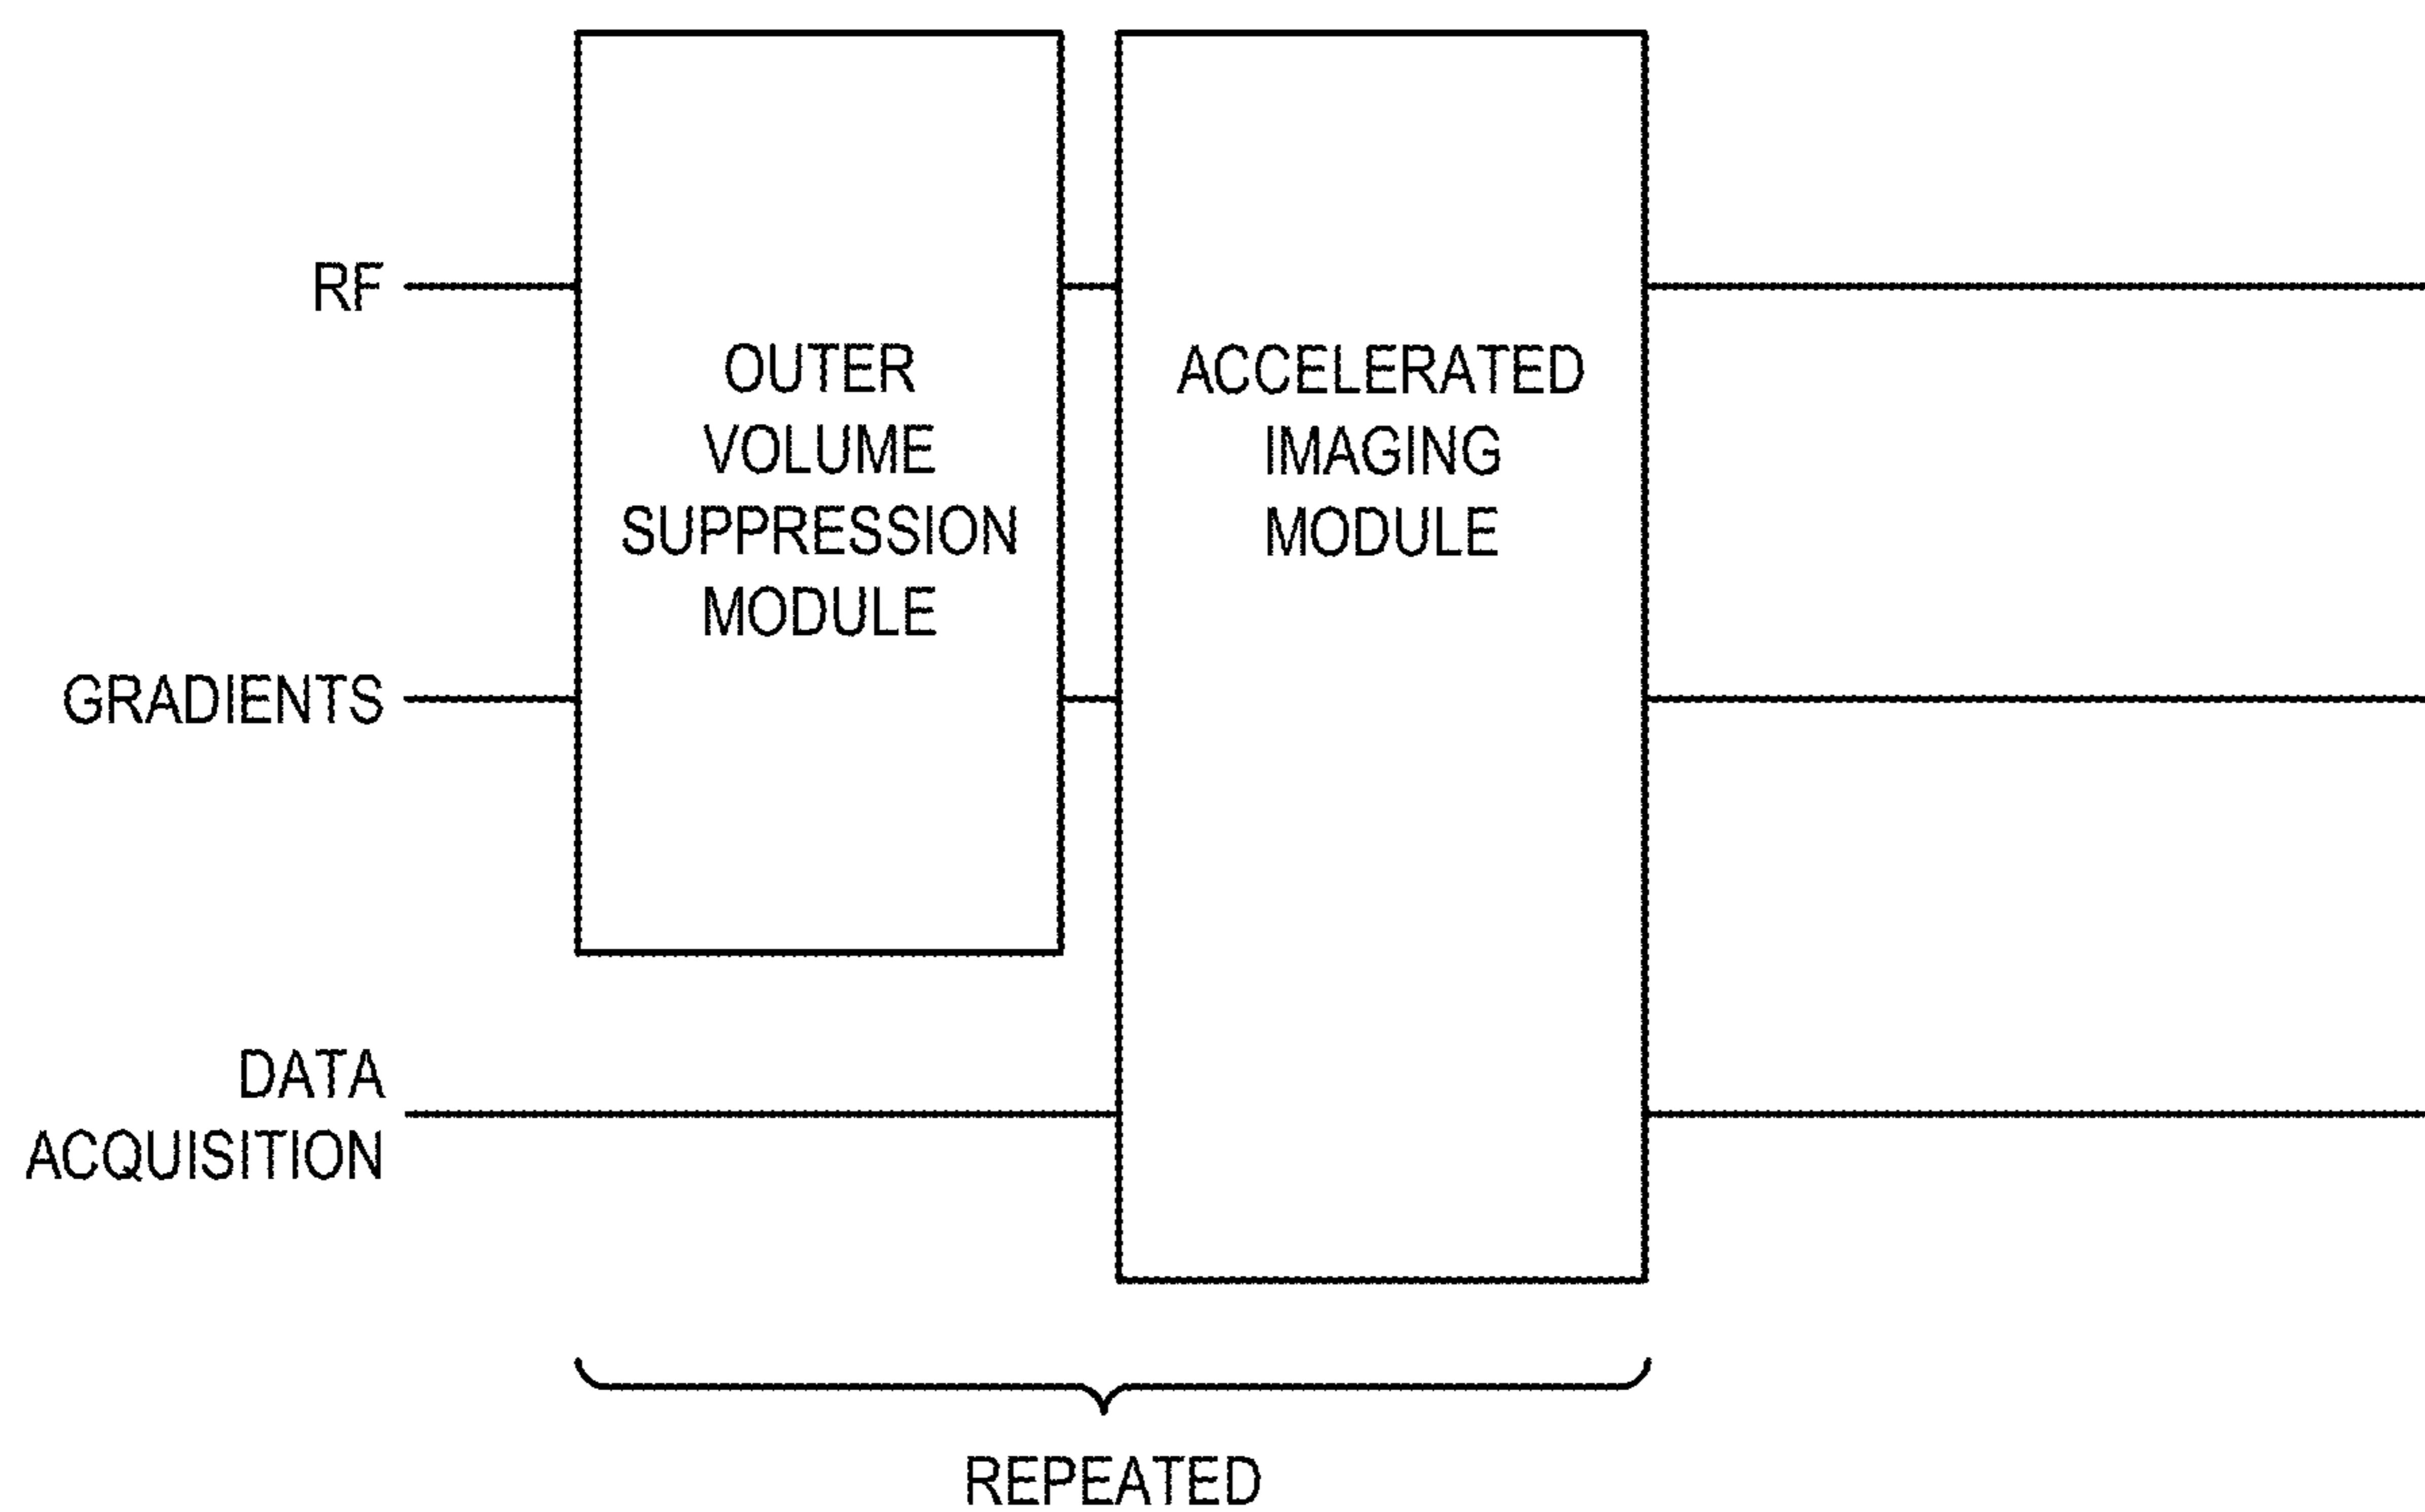 RF
OUTER
VOLUME
SUPPRESSION
MODULE
ACCELERATED
IMAGING
MODULE
GRADIENTS
DATA
ACQUISITION
REPEATED